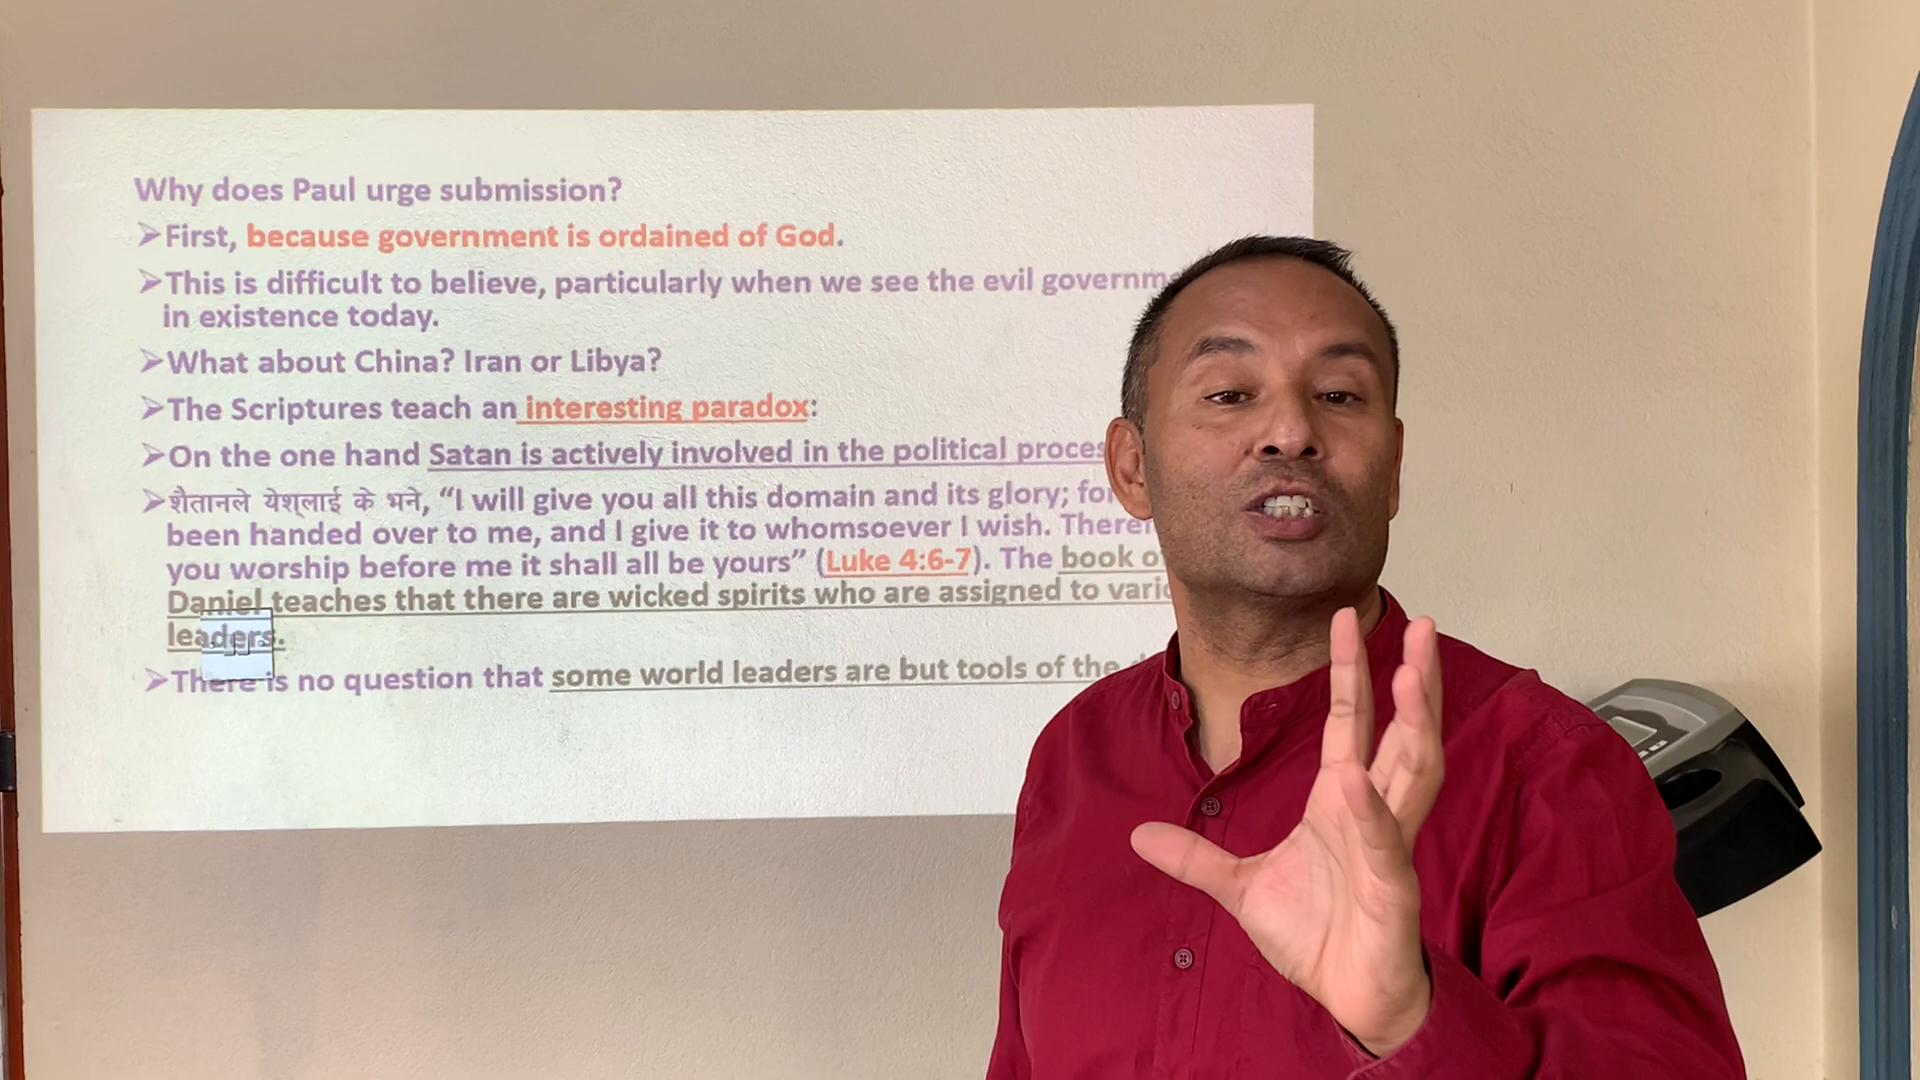 Why does Paul urge submission?
➢First, because government is ordained of God.
➢This is difficult to believe, particularly when we see the evil
in existence today.
➢What about China? Iran or Libya?
➢The Scriptures teach an interesting paradox:
➢On the one hand Satan is actively involved in the political
➢शैतानले येशूलाई के भने, “I will give you all this domain and its glory; for
been handed over to me, and I give it to whomsoever I wish.
you worship before me it shall all be yours” (Luke 4:6-7). The book
Daniel teaches that there are wicked spirits who are assigned to
leaders.
➢There is no question that some world leaders are but tools of the